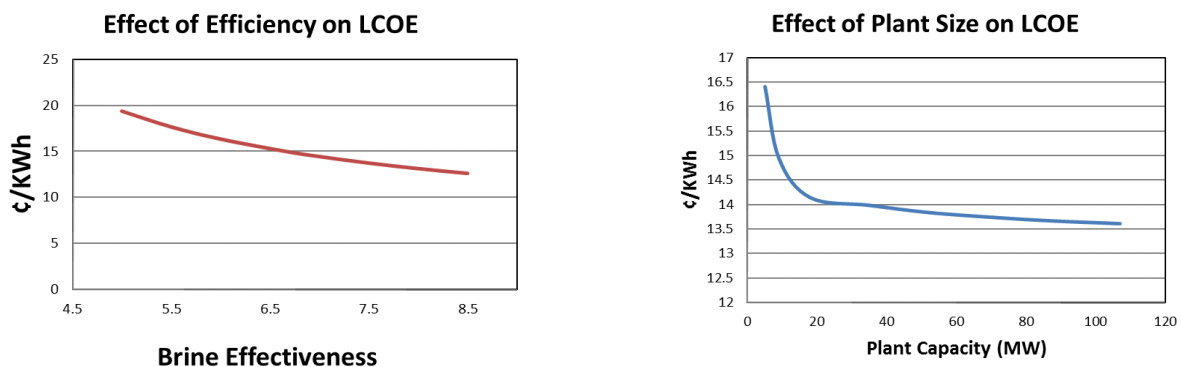 Effect of Efficiency on LCOE
25
20
15
10
5
0
¢/KWh
4.5 5.5 6.5 7.5 8.5
Brine Effectiveness
Effect of Plant Size on LCOE
17
16.5
16
15.5
15
14.5
14
13.5
13
12.5
12
¢/KWh
0 20 40 60 80 100 120
Plant Capacity (MW)